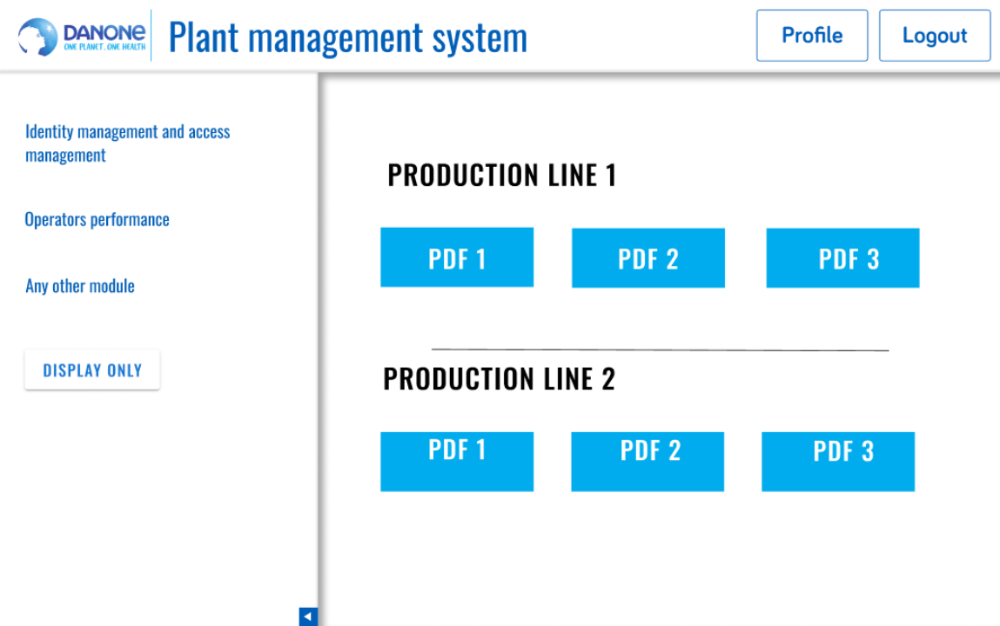 DANONE
ONE PLANET. ONE HEALTH
Plant management system
Profile
Logout
Identity management and access
management
Operators performance
Any other module
DISPLAY ONLY
PRODUCTION LINE 1
PDF 1
PDF 2
PDF 3
PRODUCTION LINE 2
PDF 1
PDF 2
PDF 3